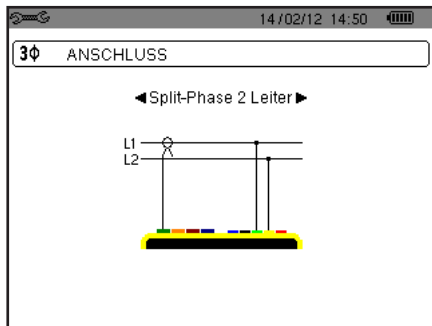 14/02/12 14:50
3ϕ ANSCHLUSS
◄Split-Phase 2 Leiter►
L1
L2